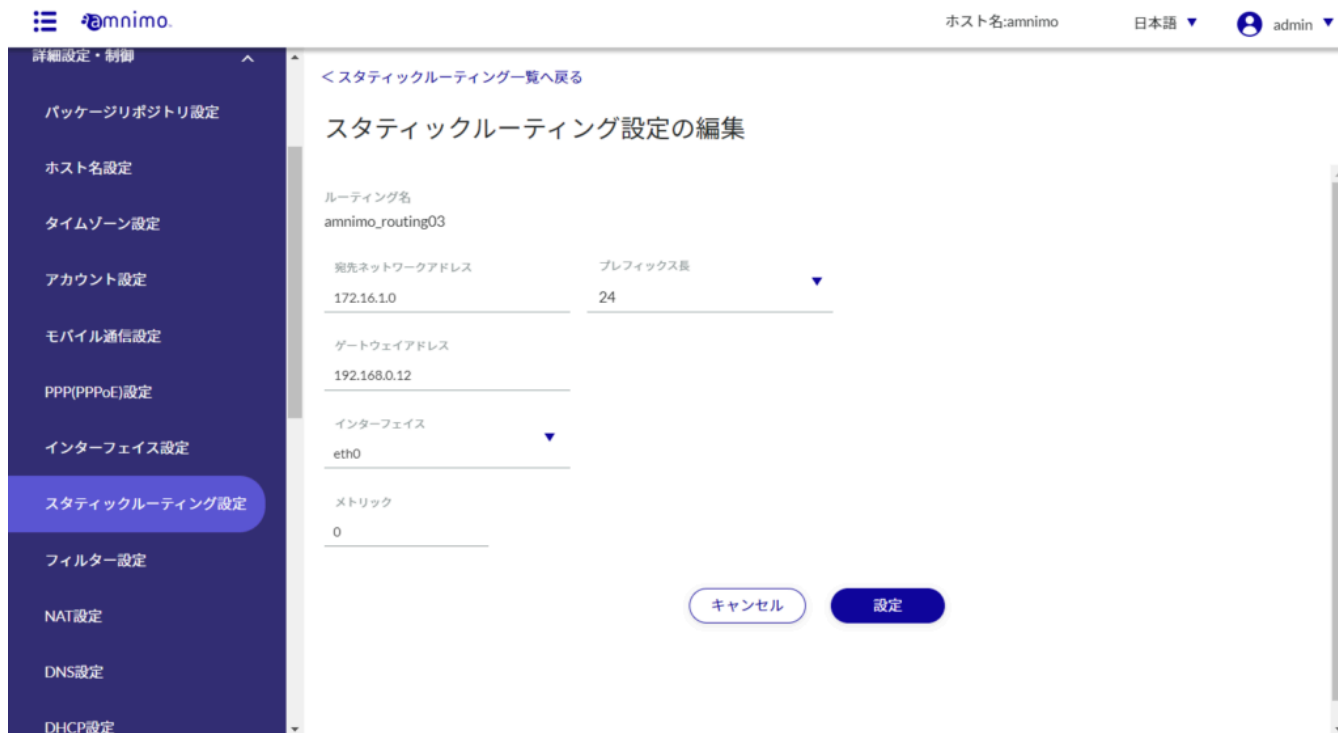 amnimo.
ホスト名:amnimo
日本語
admin
詳細設定・制御
パッケージリポジトリ設定
ホスト名設定
タイムゾーン設定
アカウント設定
モバイル通信設定
PPP(PPPoE)設定
インターフェイス設定
スタティックルーティング設定
フィルター設定
NAT設定
DNS設定
DHCP設定
<スタティックルーティング一覧へ戻る
スタティックルーティング設定の編集
ルーティング名
amnimo_routing03
宛先ネットワークアドレス
172.16.1.0
プレフィックス長
24
ゲートウェイアドレス
192.168.0.12
インターフェイス
eth0
メトリック
0
キャンセル
設定